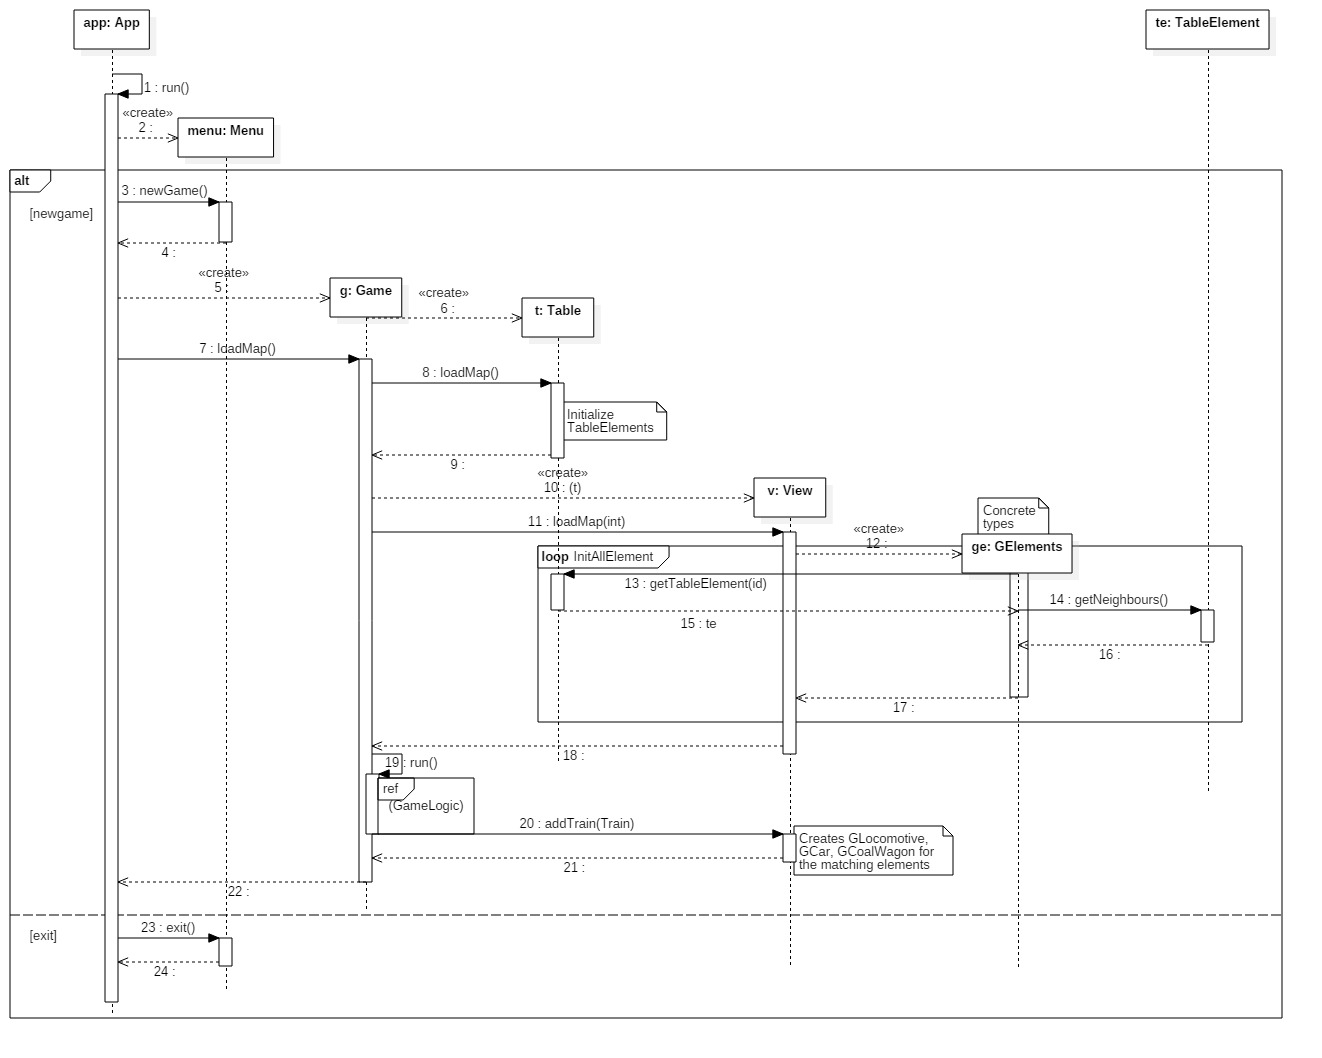 app: App
te: TableElement
1 : run()
«create»
2 :
menu: Menu
alt
3 : newGame()
[newgame]
4 :
«create»
5
g: Game
«create»
6 :
t: Table
7 : loadMap()
8 : loadMap()
Initialize
TableElements
9 :
«create»
10 : (t)
v: View
Concrete
types
11 : loadMap(int)
«create»
12 :
ge: GElements
loop InitAllElement
13 : getTableElement(id)
14 : getNeighbours()
15 : te
16 :
17 :
18 :
19 : run()
ref
(GameLogic)
20 : addTrain(Train)
Creates GLocomotive,
GCar, GCoalWagon for
the matching elements
21 :
22 :
23 : exit()
[exit]
24 :